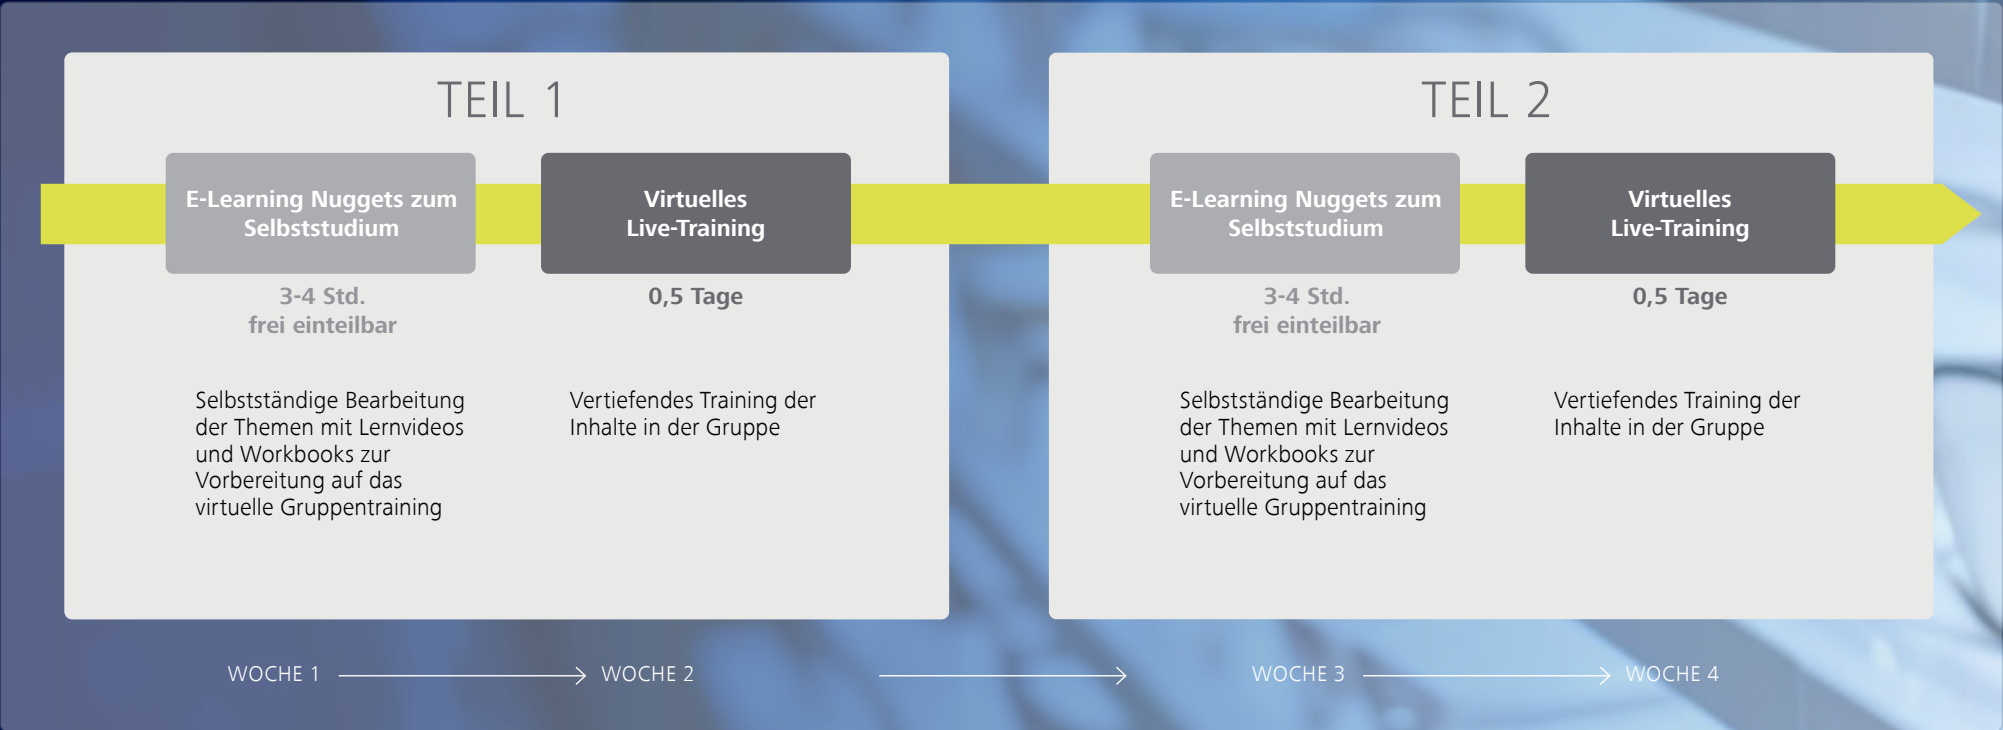 TEIL 1
E-Learning Nuggets zum
Selbststudium
3-4 Std.
frei einteilbar
Selbstständige Bearbeitung
der Themen mit Lernvideos
und Workbooks zur
Vorbereitung auf das
virtuelle Gruppentraining
Virtuelles
Live-Training
0,5 Tage
Vertiefendes Training der
Inhalte in der Gruppe
TEIL 2
E-Learning Nuggets zum
Selbststudium
3-4 Std.
frei einteilbar
Selbstständige Bearbeitung
der Themen mit Lernvideos
und Workbooks zur
Vorbereitung auf das
virtuelle Gruppentraining
Virtuelles
Live-Training
0,5 Tage
Vertiefendes Training der
Inhalte in der Gruppe
WOCHE 1
WOCHE 2
WOCHE 3
WOCHE 4